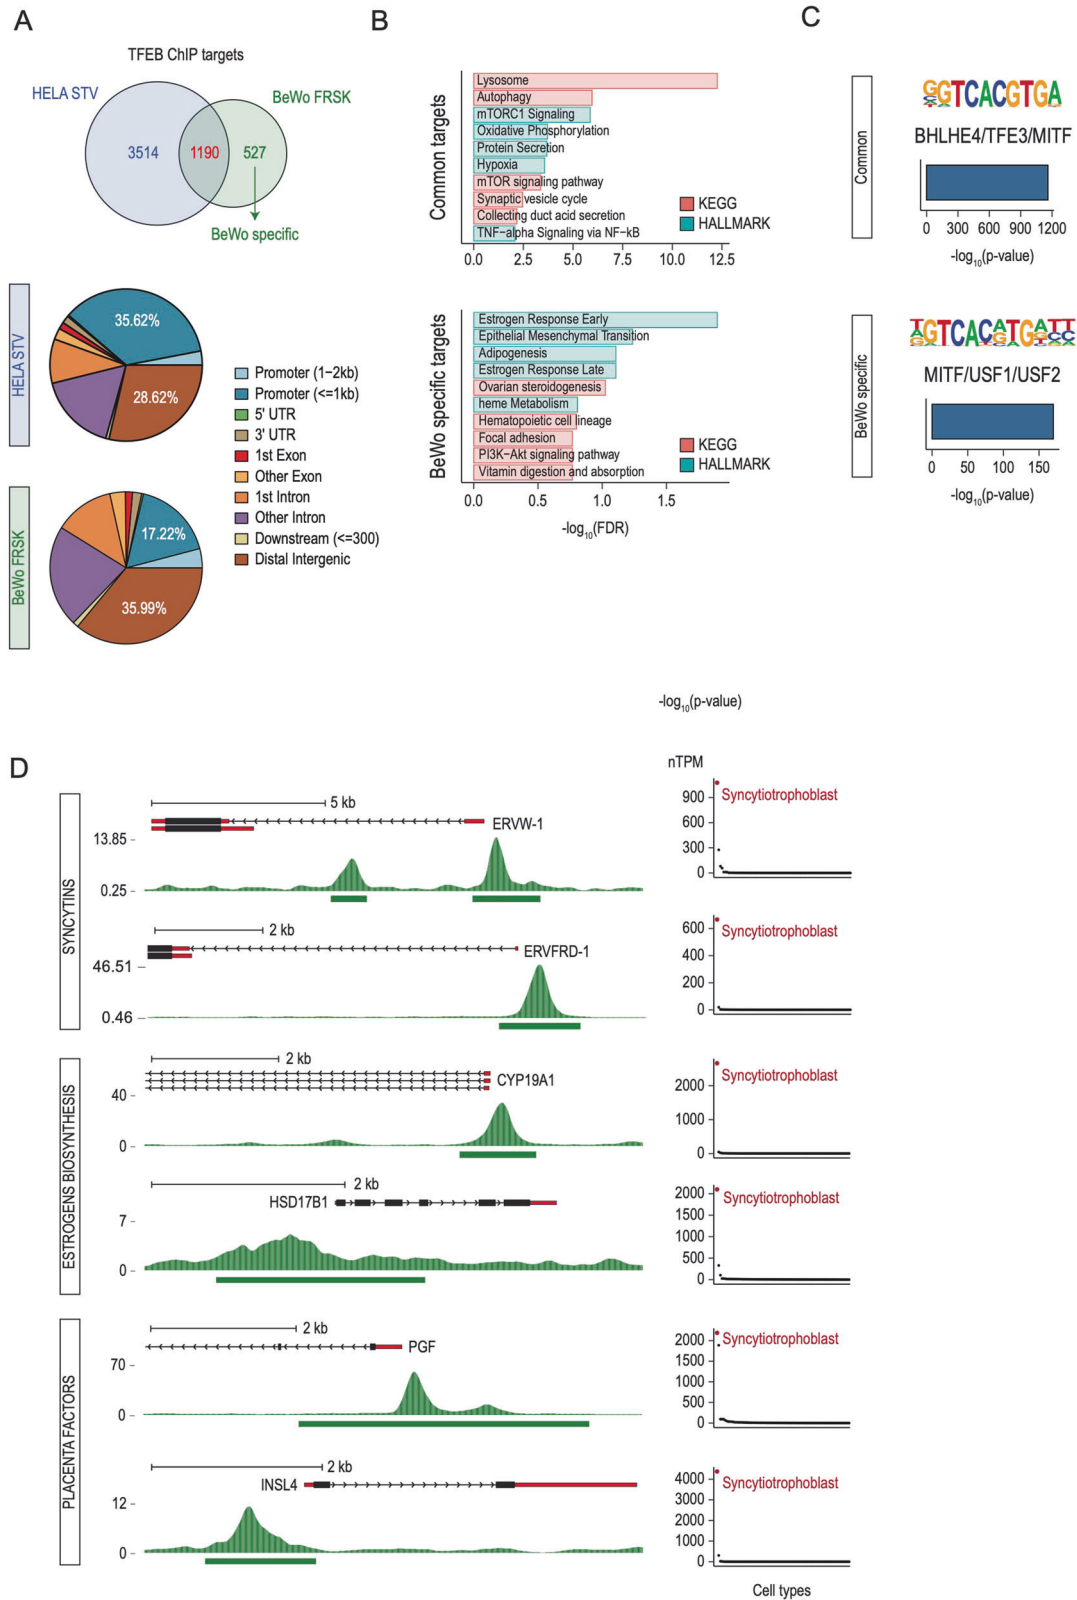 A
TFEB ChIP targets
HELA STV
BeWo FRSK
3514
1190
527
BeWo specific
HELA STV
35.62%
28.62%
BeWo FRSK
17.22%
35.99%
Promoter (1−2kb)
Promoter (<=1kb)
5' UTR
3' UTR
1st Exon
Other Exon
1st Intron
Other Intron
Downstream (<=300)
Distal Intergenic
B
Common targets
Lysosome
Autophagy
mTORC1 Signaling
Oxidative Phosphorylation
Protein Secretion
Hypoxia
mTOR signaling pathway
Synaptic vesicle cycle
Collecting duct acid secretion
TNF−alpha Signaling via NF−kB
KEGG
HALLMARK
0.0 2.5 5.0 7.5 10.0 12.5
BeWo specific targets
Estrogen Response Early
Epithelial Mesenchymal Transition
Adipogenesis
Estrogen Response Late
Ovarian steroidogenesis
heme Metabolism
Hematopoietic cell lineage
Focal adhesion
PI3K−Akt signaling pathway
Vitamin digestion and absorption
KEGG
HALLMARK
0.0 0.5 1.0 1.5
-log10(FDR)
C
Common
GGTCACGTGA
BHLHE4/TFE3/MITF
0 300 600 900 1200
-log10(p-value)
BeWo specific
TGTCACATGATT
MITF/USF1/USF2
0 50 100 150
-log10(p-value)
-log10(p-value)
D
nTPM
SYNCYTINS
5 kb
ERVW-1
13.85
0.25
900
600
300
0
Syncytiotrophoblast
2 kb
ERVFRD-1
46.51
0.46
600
400
200
0
Syncytiotrophoblast
ESTROGENS BIOSYNTHESIS
2 kb
CYP19A1
40
0
2000
1000
0
Syncytiotrophoblast
2 kb
HSD17B1
7
0
2000
1500
1000
500
0
Syncytiotrophoblast
PLACENTA FACTORS
2 kb
PGF
70
0
2000
1500
1000
500
0
Syncytiotrophoblast
2 kb
INSL4
12
0
4000
3000
2000
1000
0
Syncytiotrophoblast
Cell types